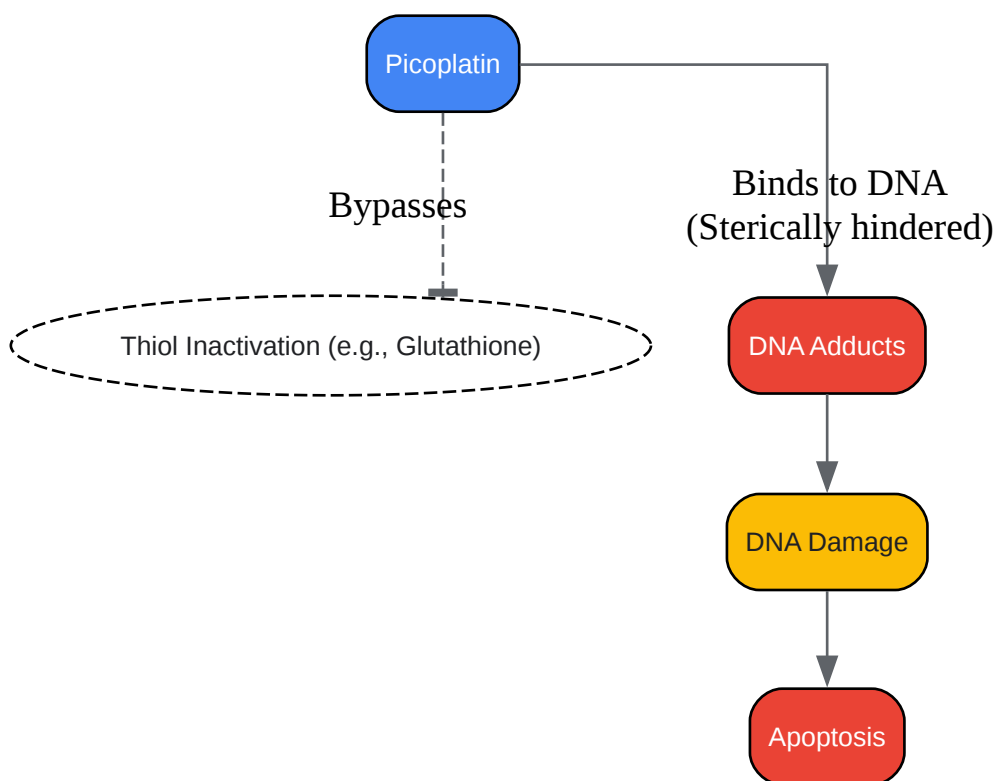 Picoplatin
Bypasses
Binds to DNA
(Sterically hindered)
Thiol Inactivation (e.g., Glutathione)
DNA Adducts
DNA Damage
Apoptosis